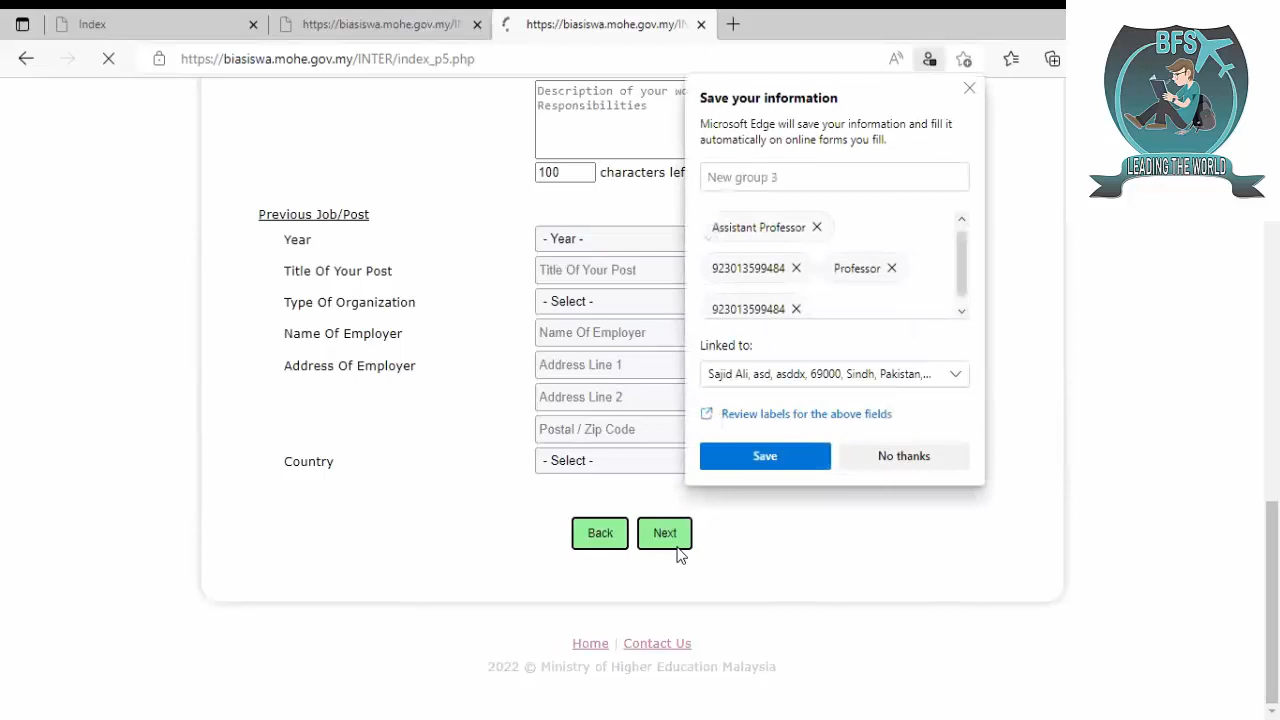 Index
https://biasiswa.mohe.gov.my/I
https://biasiswa.mohe.gov.my/IN
https://biasiswa.mohe.gov.my/INTER/index_p5.php
BFS
LEADING THE WORLD
Description of your wo
Responsibilities
100 characters lef
Previous Job/Post
Year - Year -
Title Of Your Post Title Of Your Post
Type Of Organization - Select -
Name Of Employer Name Of Employer
Address Of Employer Address Line 1
Address Line 2
Postal / Zip Code
Country - Select -
Back Next
Save your information
Microsoft Edge will save your information and fill it
automatically on online forms you fill.
New group 3
Assistant Professor
923013599484 Professor
923013599484
Linked to:
Sajid Ali, asd, asddx, 69000, Sindh, Pakistan,...
Review labels for the above fields
Save No thanks
Home | Contact Us
2022 © Ministry of Higher Education Malaysia